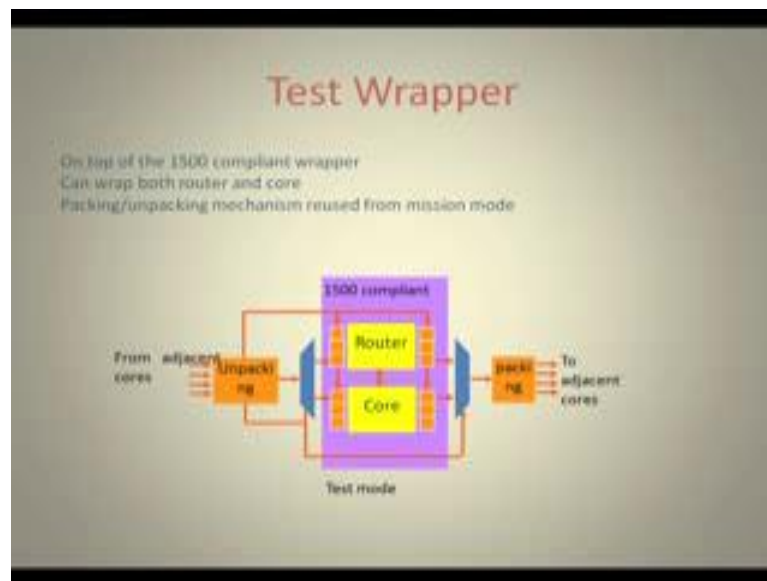 Test Wrapper
On top of the 1500 compliant wrapper
Can wrap both router and core
Packing/unpacking mechanism reused from mission mode
1500 compliant
Router
From adjacent
cores
Unpacki
ng
packi
ng
To
adjacent
cores
Core
Test mode